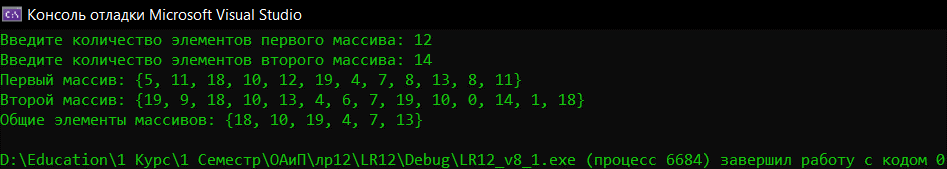 Консоль отладки Microsoft Visual Studio
Введите количество элементов первого массива: 12
Введите количество элементов второго массива: 14
Первый массив: {5, 11, 18, 10, 12, 19, 4, 7, 8, 13, 8, 11}
Второй массив: {19, 9, 18, 10, 13, 4, 6, 7, 19, 10, 0, 14, 1, 18}
Общие элементы массивов: {18, 10, 19, 4, 7, 13}
D:\Education\1 Курс\1 Семестр\ОАиП\лр12\LR12\Debug\LR12_v8_1.exe (процесс 6684) завершил работу с кодом 0